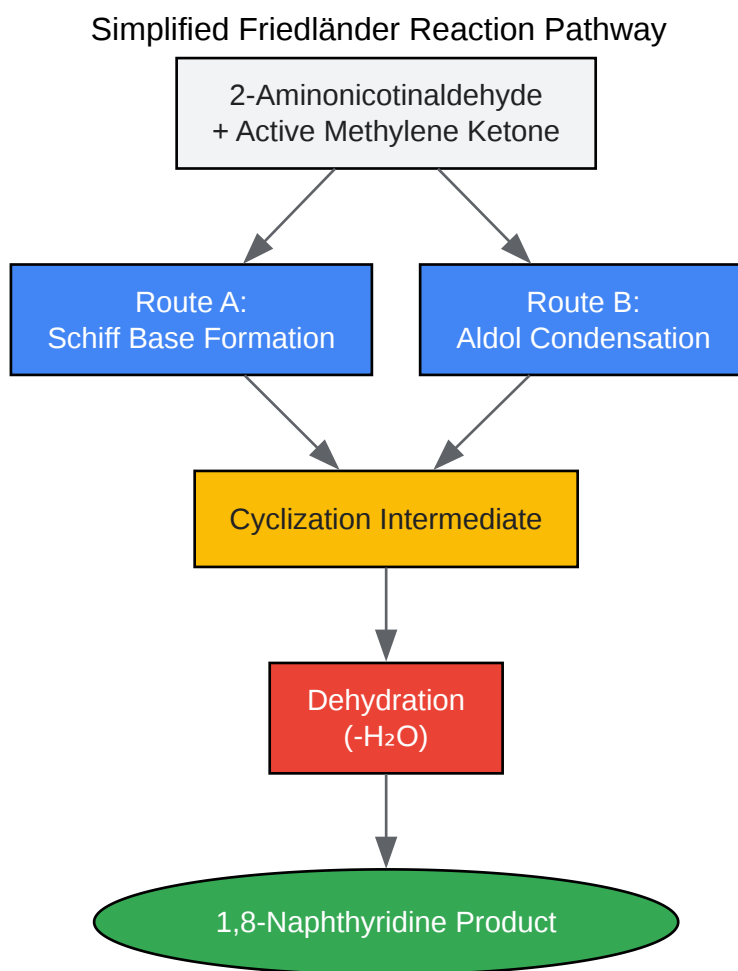 Simplified Friedländer Reaction Pathway
2-Aminonicotinaldehyde
+ Active Methylene Ketone
Route A:
Schiff Base Formation
Route B:
Aldol Condensation
Cyclization Intermediate
Dehydration
(-H₂O)
1,8-Naphthyridine Product